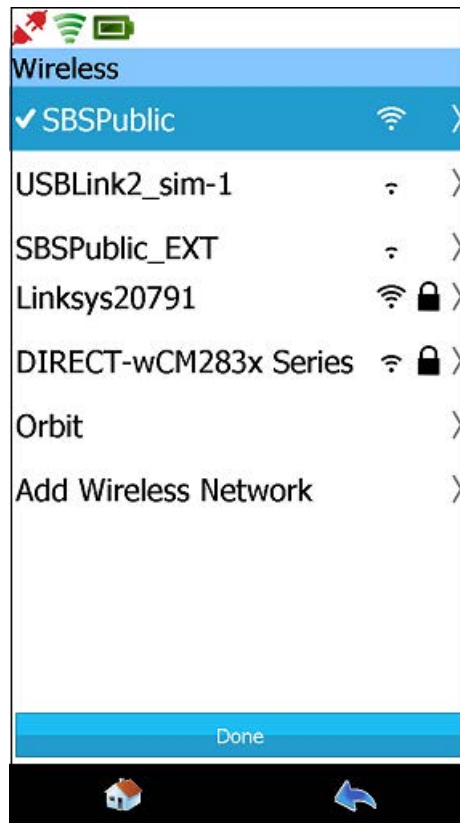 Wireless
SBSPublic
USBLink2_sim-1
SBSPublic_EXT
Linksys20791
DIRECT-wCM283x Series
Orbit
Add Wireless Network
Done